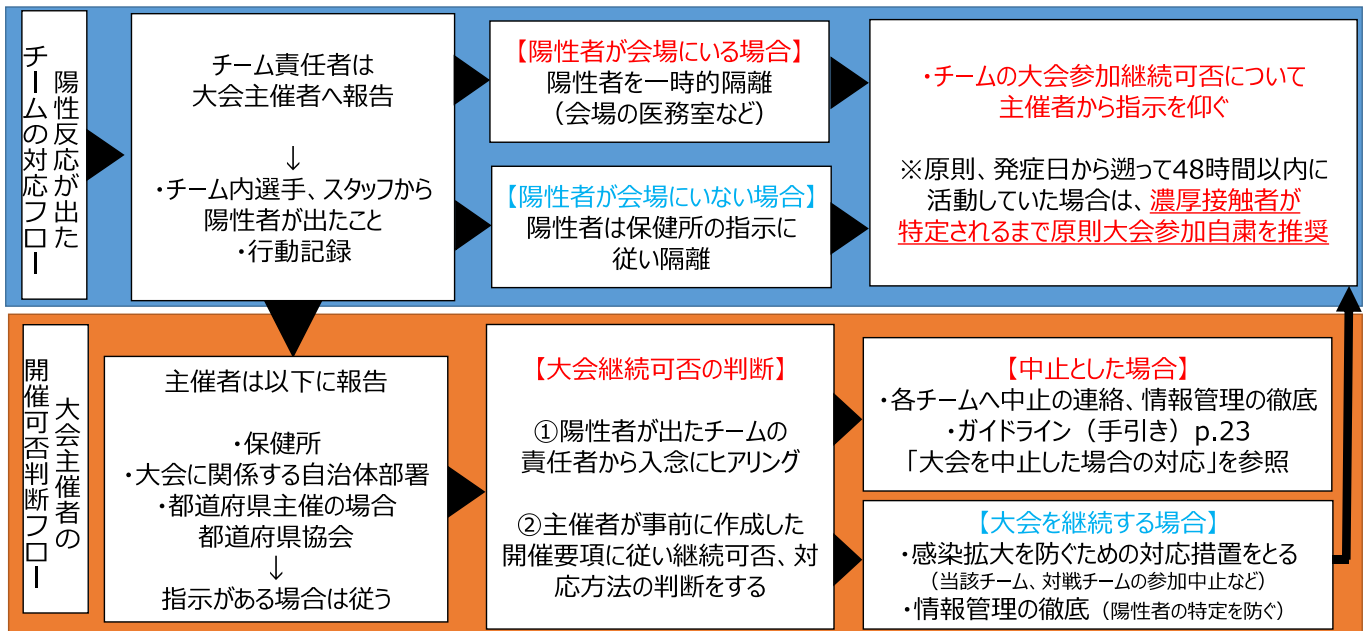 陽性反応が出た
チームの対応フロー
チーム責任者は
大会主催者へ報告
↓
・チーム内選手、スタッフから
陽性者が出たこと
・行動記録
【陽性者が会場にいる場合】
陽性者を一時的隔離
（会場の医務室など）
【陽性者が会場にいない場合】
陽性者は保健所の指示に
従い隔離
・チームの大会参加継続可否について
主催者から指示を仰ぐ
※原則、発症日から遡って48時間以内に
活動していた場合は、濃厚接触者が
特定されるまで原則大会参加自粛を推奨
大会主催者の
開催可否判断フロー
主催者は以下に報告
・保健所
・大会に関係する自治体部署
・都道府県主催の場合
都道府県協会
↓
指示がある場合は従う
【大会継続可否の判断】
①陽性者が出たチームの
責任者から入念にヒアリング
②主催者が事前に作成した
開催要項に従い継続可否、対
応方法の判断をする
【中止とした場合】
・各チームへ中止の連絡、情報管理の徹底
・ガイドライン（手引き）p.23
「大会を中止した場合の対応」を参照
【大会を継続する場合】
・感染拡大を防ぐための対応措置をとる
（当該チーム、対戦チームの参加中止など）
・情報管理の徹底（陽性者の特定を防ぐ）